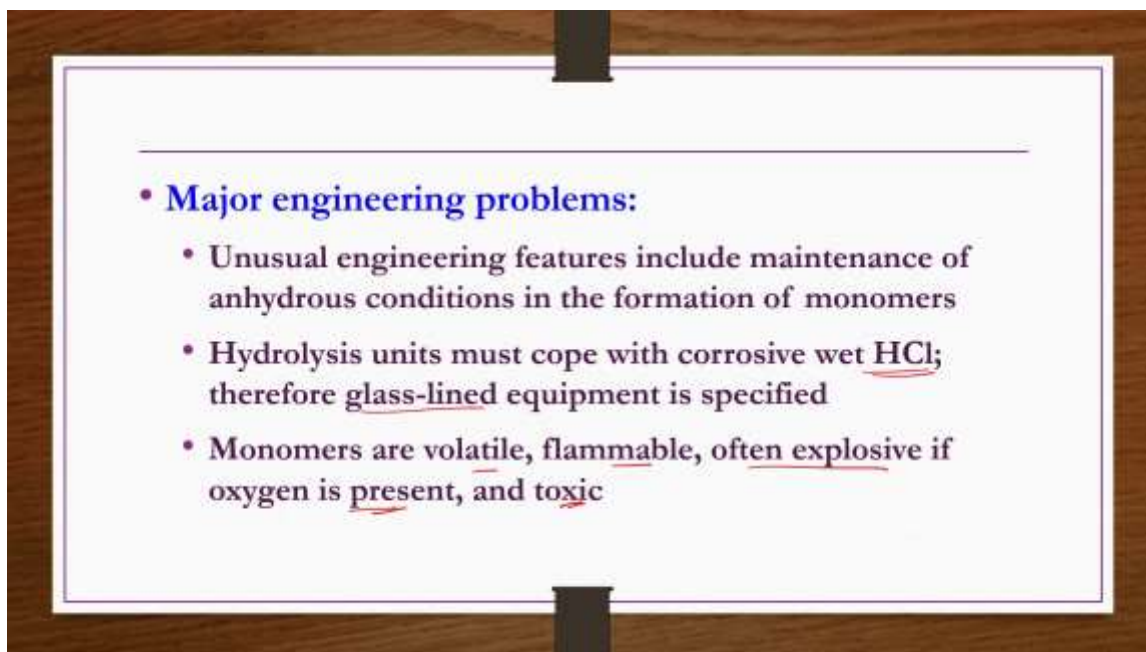 • Major engineering problems:
• Unusual engineering features include maintenance of
anhydrous conditions in the formation of monomers
• Hydrolysis units must cope with corrosive wet HCl;
therefore glass-lined equipment is specified
• Monomers are volatile, flammable, often explosive if
oxygen is present, and toxic